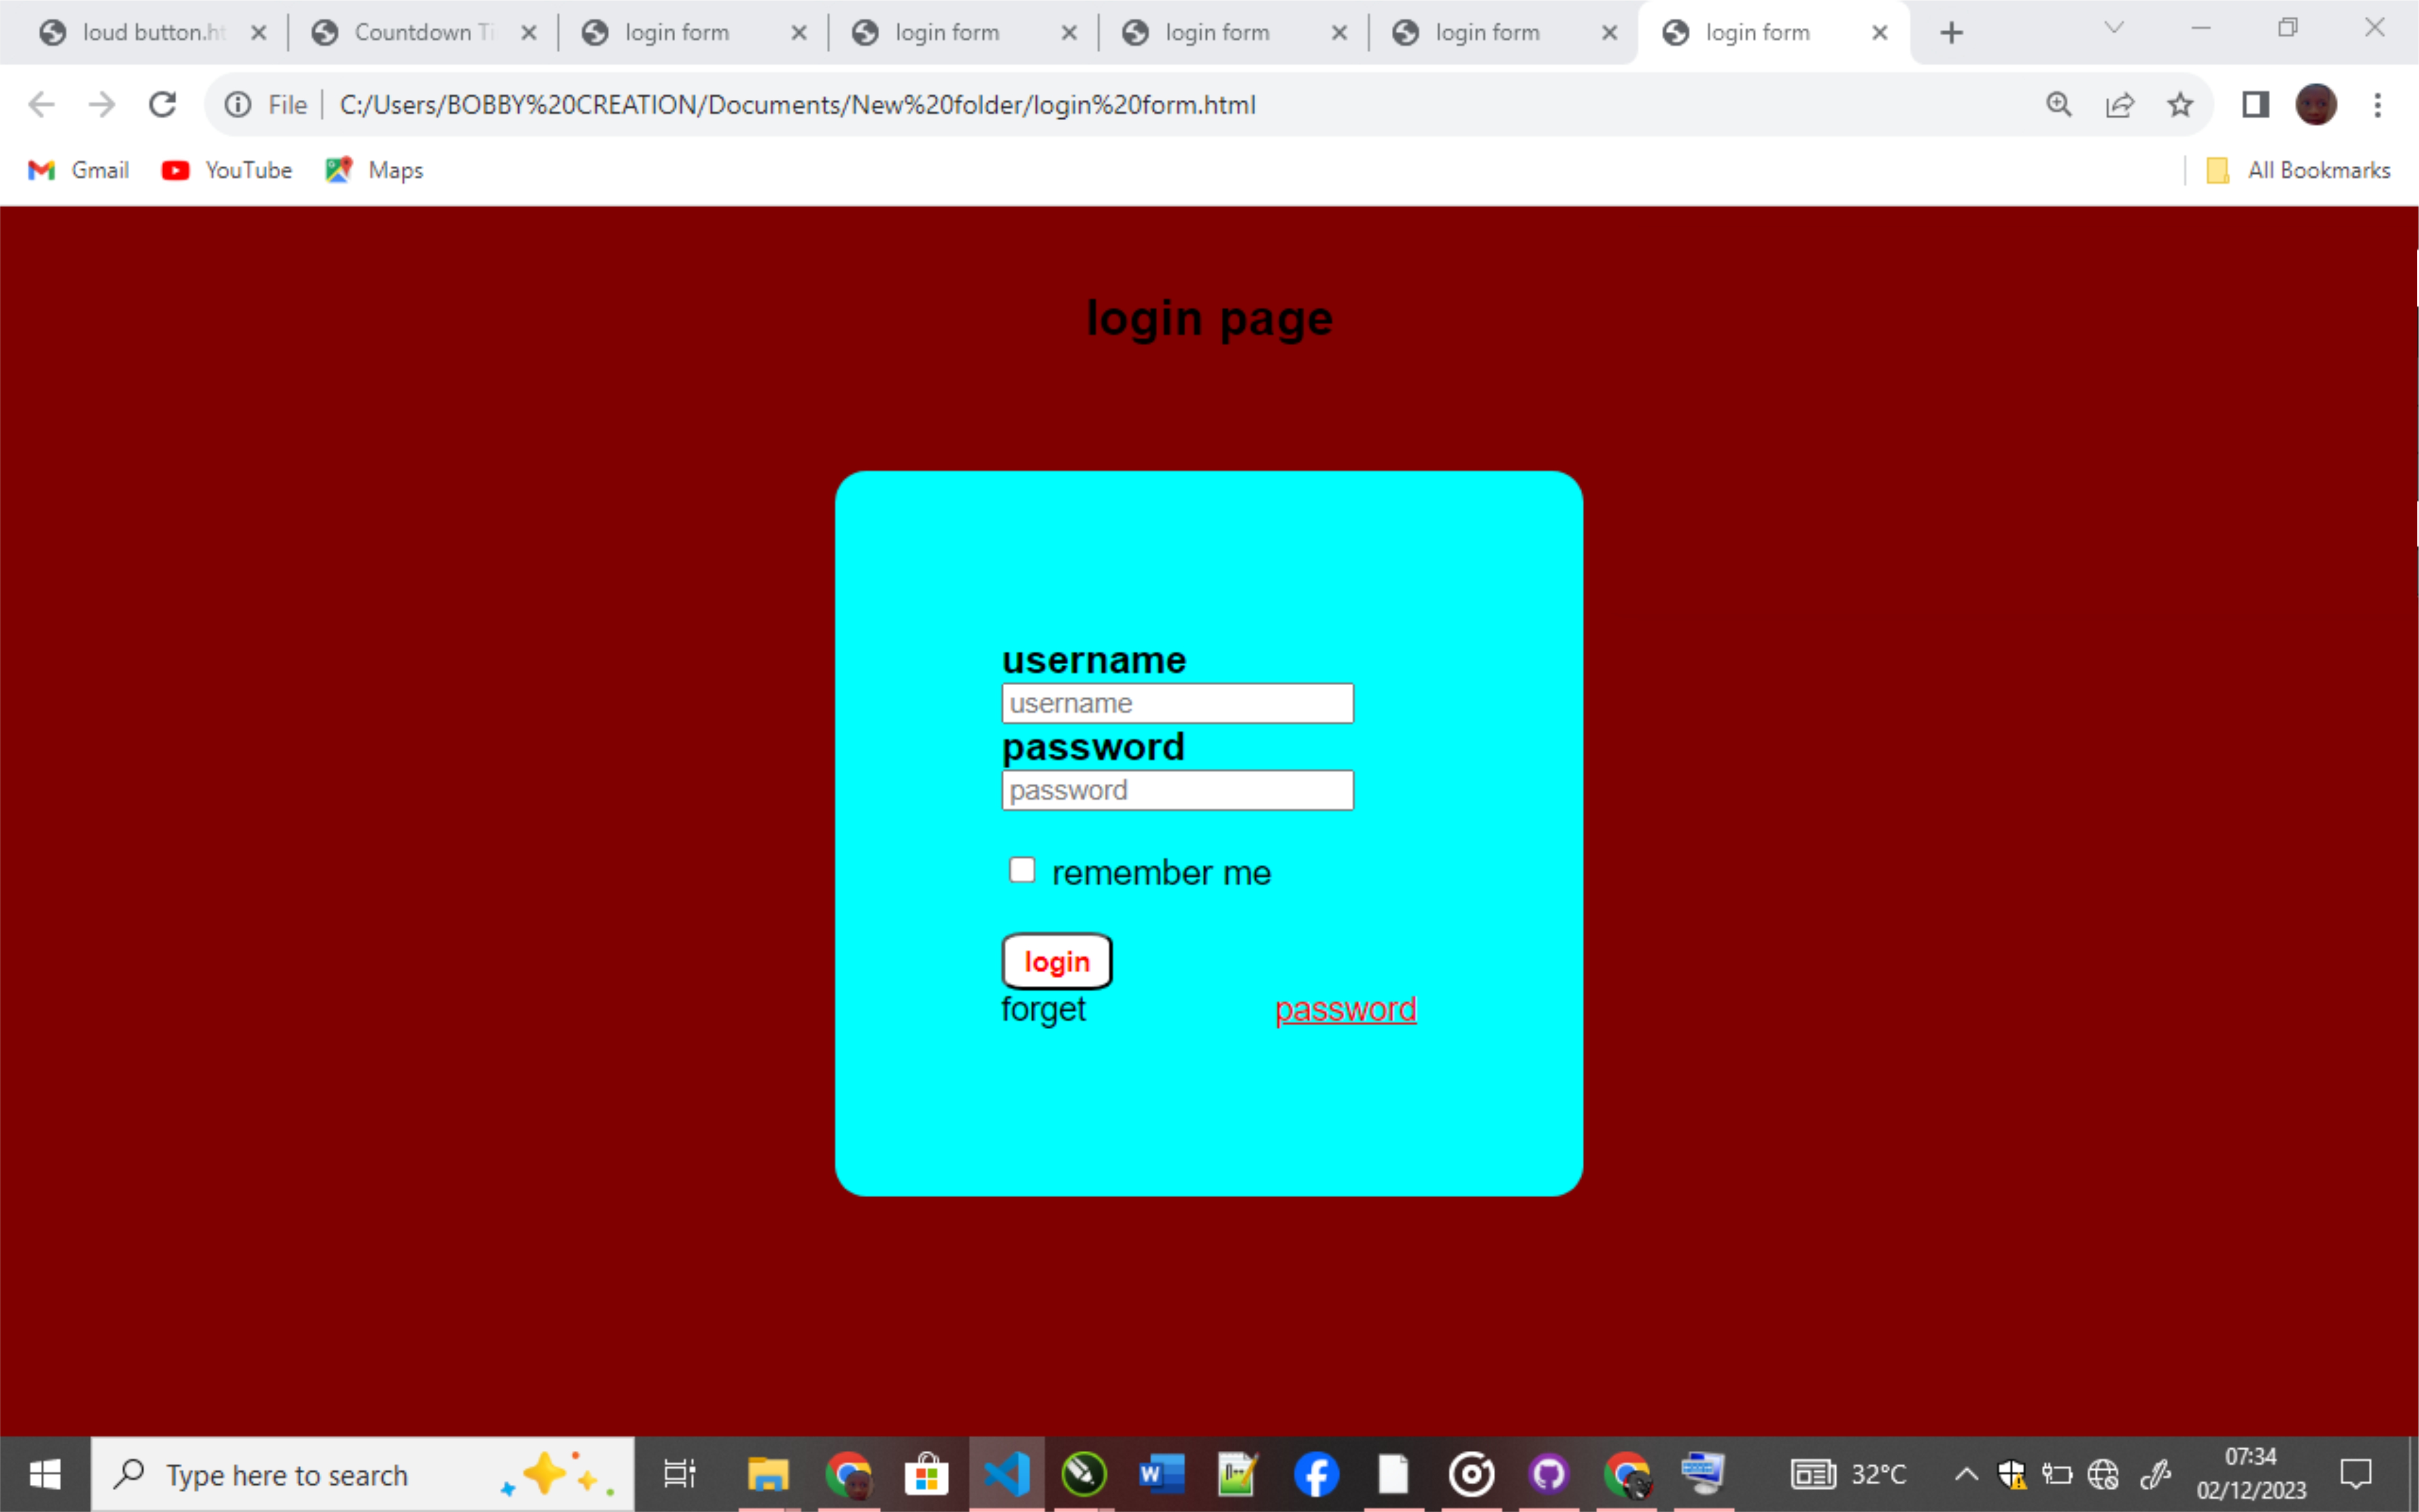 loud button.ht Countdown Ti login form login form login form login form login form
File C:/Users/BOBBY%20CREATION/Documents/New%20folder/login%20form.html
Gmail YouTube Maps All Bookmarks
login page
username
username
password
password
remember me
login
forget password
Type here to search 32°C 07:34
02/12/2023